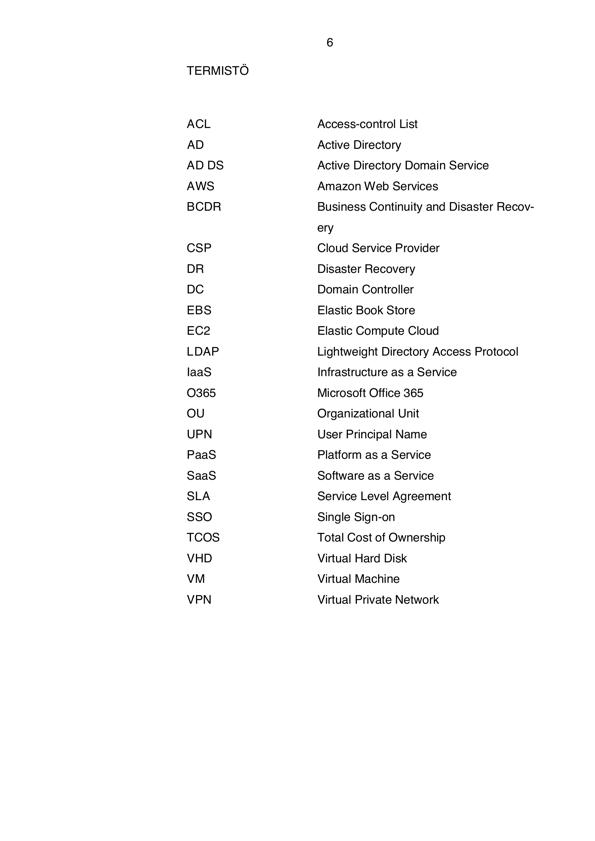 6
TERMISTÖ
ACL Access-control List
AD Active Directory
AD DS Active Directory Domain Service
AWS Amazon Web Services
BCDR Business Continuity and Disaster Recov-
ery
CSP Cloud Service Provider
DR Disaster Recovery
DC Domain Controller
EBS Elastic Book Store
EC2 Elastic Compute Cloud
LDAP Lightweight Directory Access Protocol
IaaS Infrastructure as a Service
O365 Microsoft Office 365
OU Organizational Unit
UPN User Principal Name
PaaS Platform as a Service
SaaS Software as a Service
SLA Service Level Agreement
SSO Single Sign-on
TCOS Total Cost of Ownership
VHD Virtual Hard Disk
VM Virtual Machine
VPN Virtual Private Network